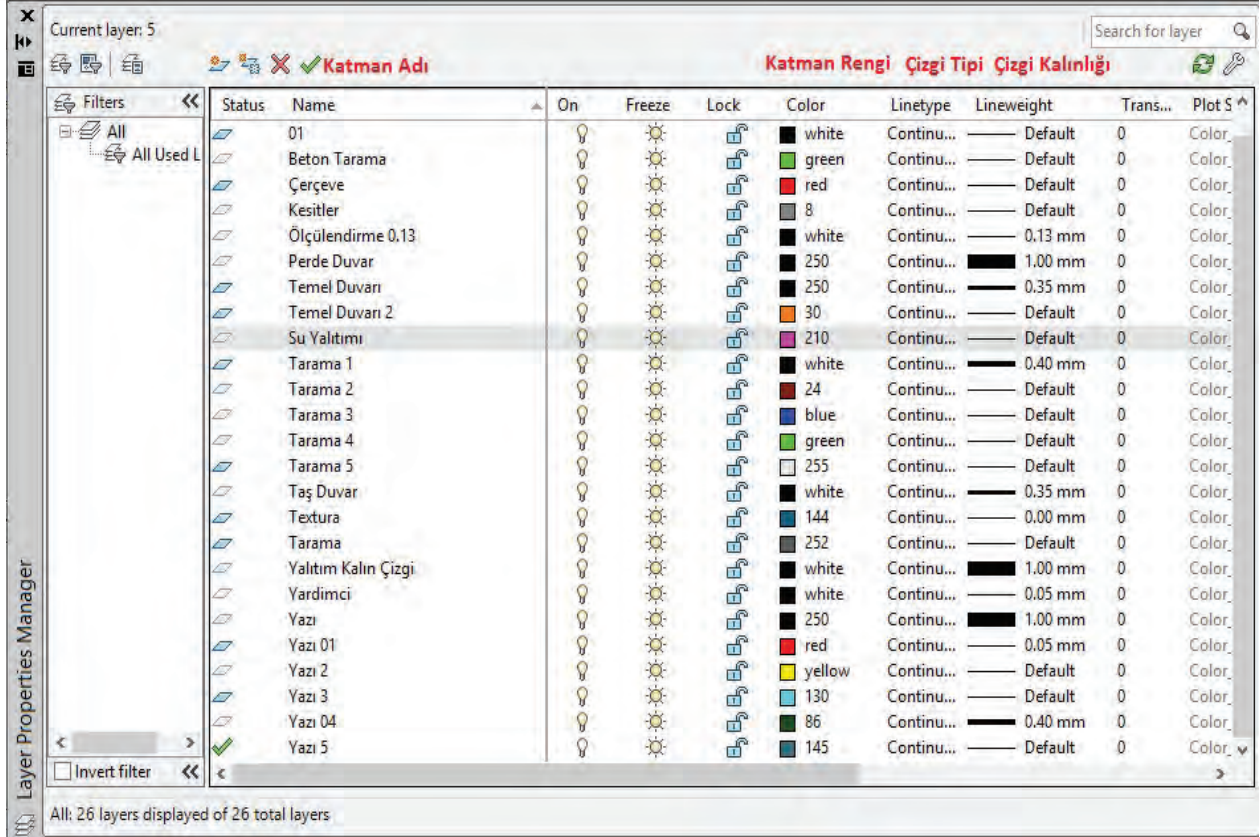 Current layer: 5
Search for layer
Katman Adı Katman Rengi Çizgi Tipi Çizgi Kalınlığı
Filters
All
All Used L
Status Name On Freeze Lock Color Linetype Lineweight Trans... Plot S
01 white Continu... Default 0 Color_
Beton Tarama green Continu... Default 0 Color_
Çerçeve red Continu... Default 0 Color_
Kesitler 8 Continu... Default 0 Color_
Ölçülendirme 0.13 white Continu... 0.13 mm 0 Color_
Perde Duvar 250 Continu... 1.00 mm 0 Color_
Temel Duvarı 250 Continu... 0.35 mm 0 Color_
Temel Duvarı 2 30 Continu... Default 0 Color_
Su Yalıtımı 210 Continu... Default 0 Color_
Tarama 1 white Continu... 0.40 mm 0 Color_
Tarama 2 24 Continu... Default 0 Color_
Tarama 3 blue Continu... Default 0 Color_
Tarama 4 green Continu... Default 0 Color_
Tarama 5 255 Continu... Default 0 Color_
Taş Duvar white Continu... 0.35 mm 0 Color_
Textura 144 Continu... 0.00 mm 0 Color_
Tarama 252 Continu... Default 0 Color_
Yalıtım Kalın Çizgi white Continu... 1.00 mm 0 Color_
Yardimci white Continu... 0.05 mm 0 Color_
Yazı 250 Continu... 1.00 mm 0 Color_
Yazı 01 red Continu... 0.05 mm 0 Color_
Yazı 2 yellow Continu... Default 0 Color_
Yazı 3 130 Continu... Default 0 Color_
Yazı 04 86 Continu... 0.40 mm 0 Color_
Yazı 5 145 Continu... Default 0 Color_
Invert filter
All: 26 layers displayed of 26 total layers
Layer Properties Manager